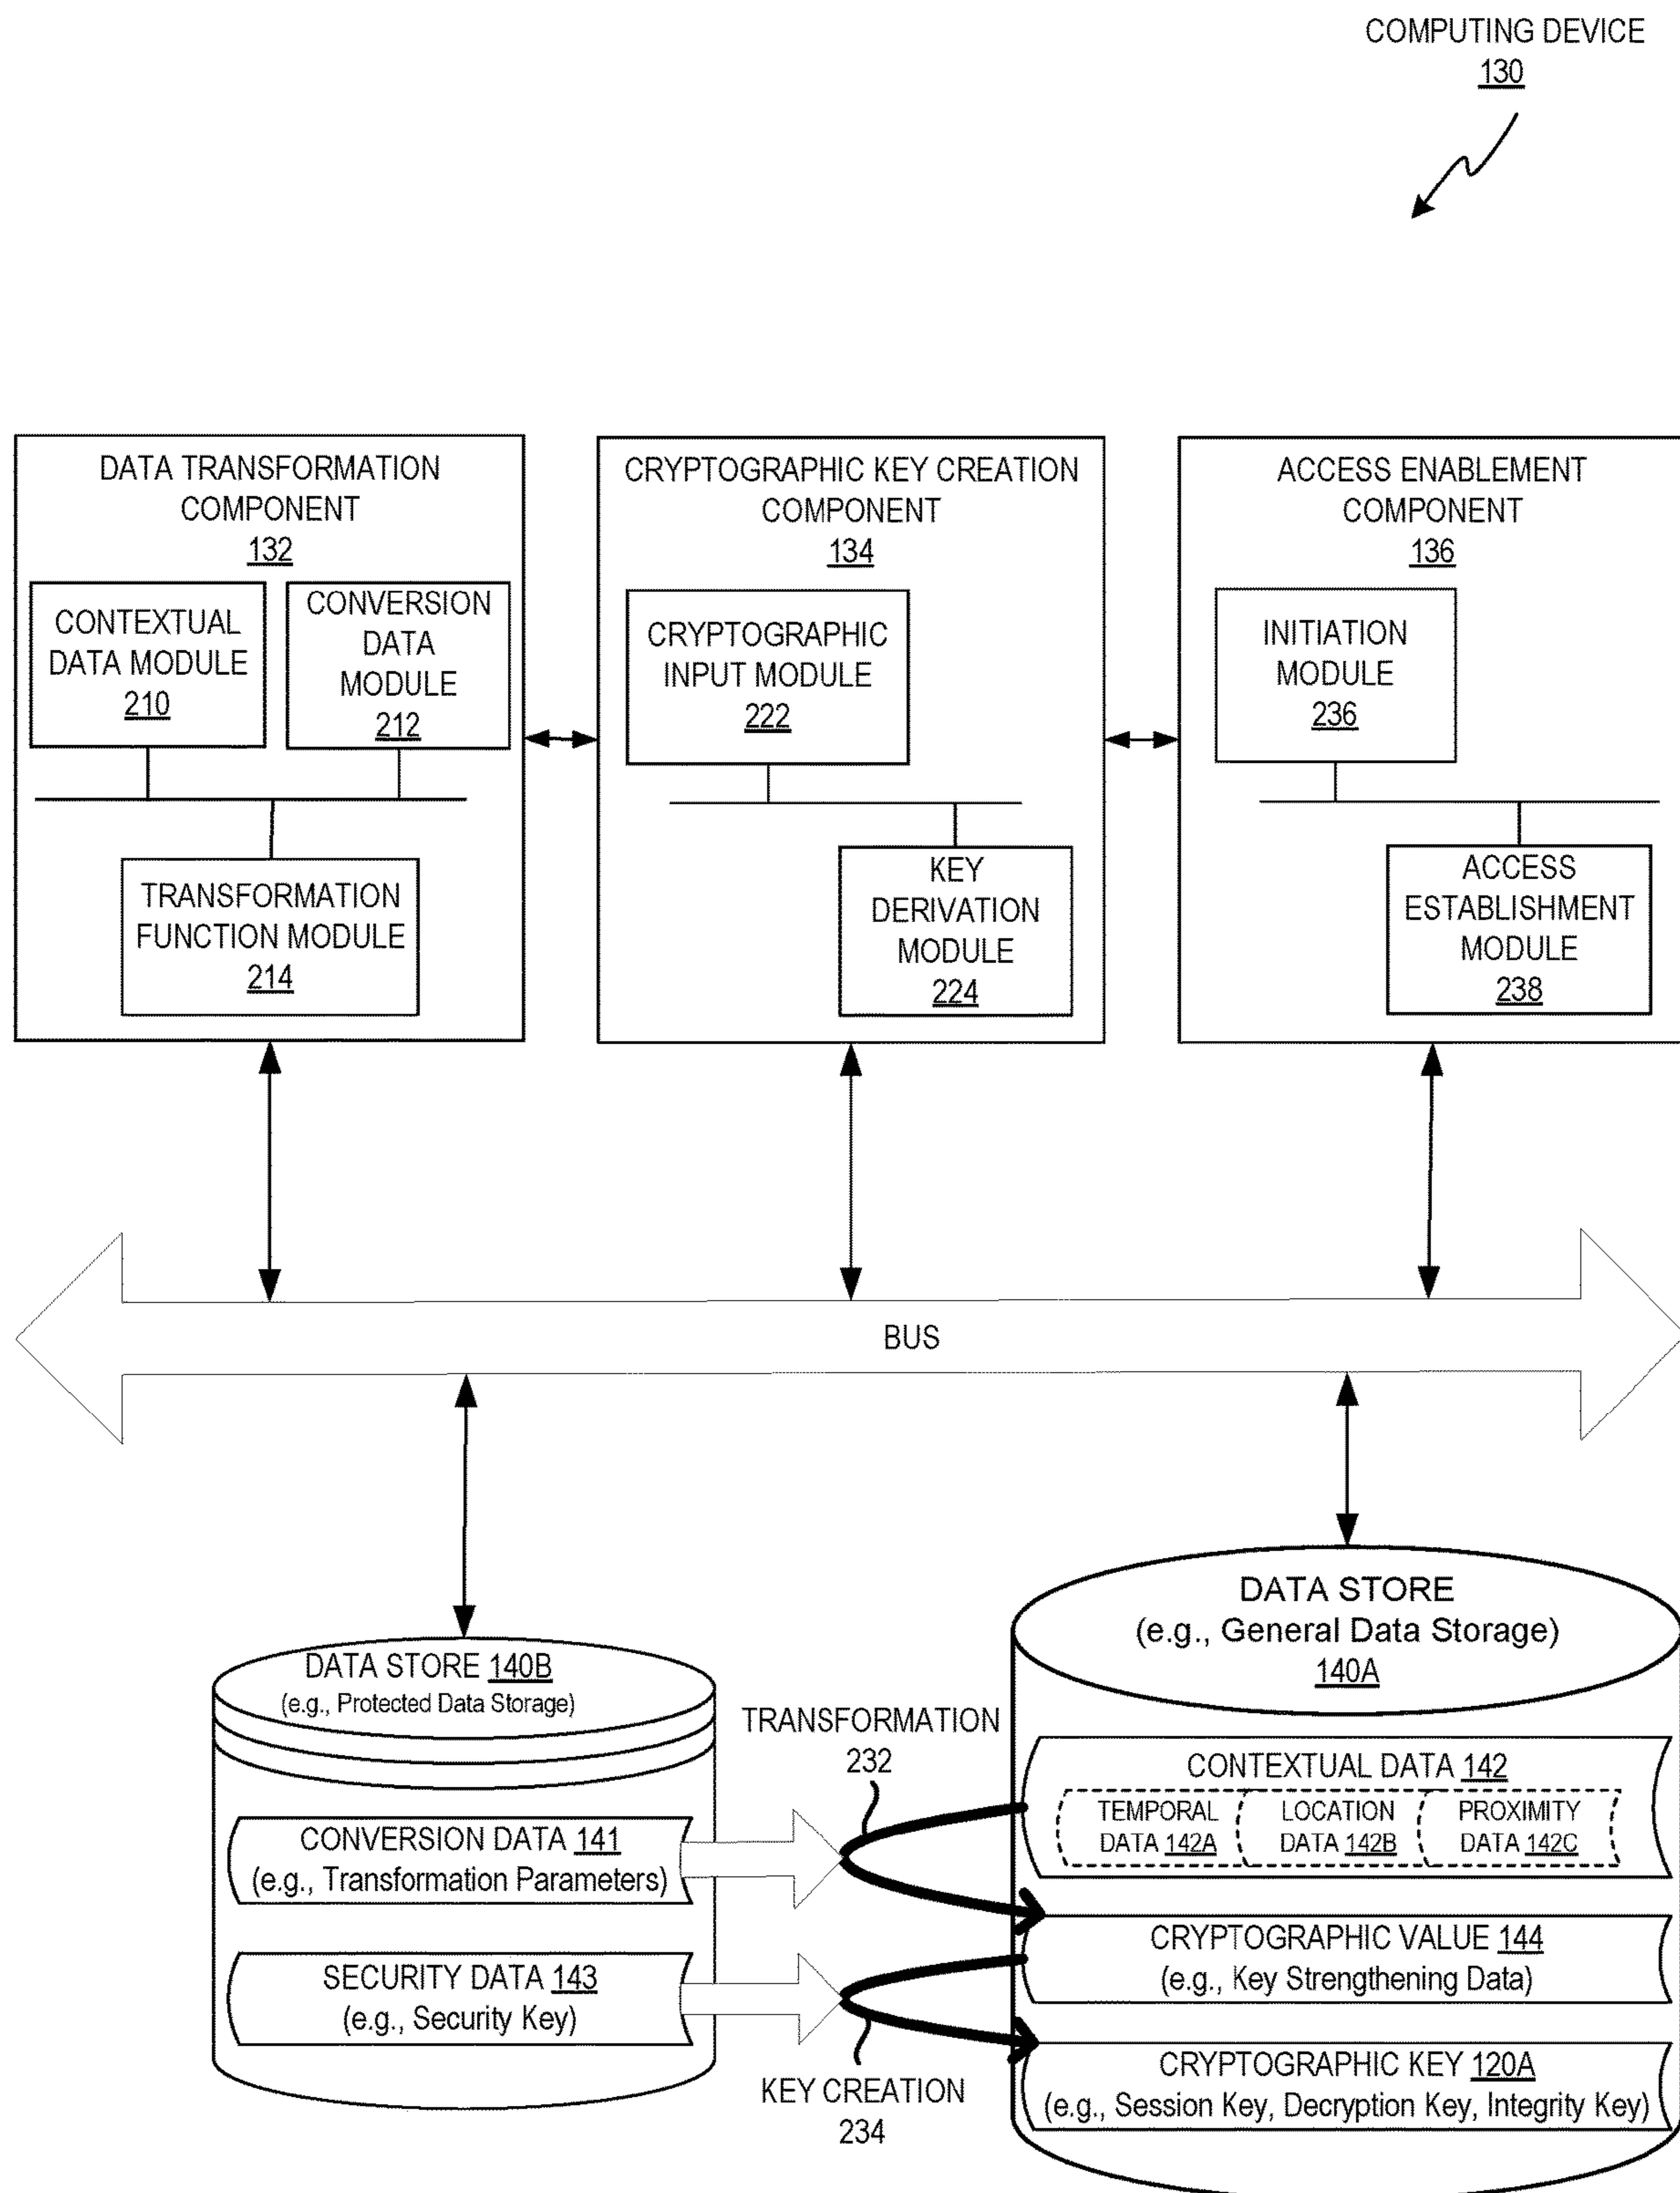 COMPUTING DEVICE
130
DATA TRANSFORMATION
COMPONENT
132
CONTEXTUAL
DATA MODULE
210
CONVERSION
DATA
MODULE
212
TRANSFORMATION
FUNCTION MODULE
214
CRYPTOGRAPHIC KEY CREATION
COMPONENT
134
CRYPTOGRAPHIC
INPUT MODULE
222
KEY
DERIVATION
MODULE
224
ACCESS ENABLEMENT
COMPONENT
136
INITIATION
MODULE
236
ACCESS
ESTABLISHMENT
MODULE
238
BUS
DATA STORE 140B
(e.g., Protected Data Storage)
CONVERSION DATA 141
(e.g., Transformation Parameters)
SECURITY DATA 143
(e.g., Security Key)
TRANSFORMATION
232
KEY CREATION
234
DATA STORE
(e.g., General Data Storage)
140A
CONTEXTUAL DATA 142
TEMPORAL
DATA 142A
LOCATION
DATA 142B
PROXIMITY
DATA 142C
CRYPTOGRAPHIC VALUE 144
(e.g., Key Strengthening Data)
CRYPTOGRAPHIC KEY 120A
(e.g., Session Key, Decryption Key, Integrity Key)